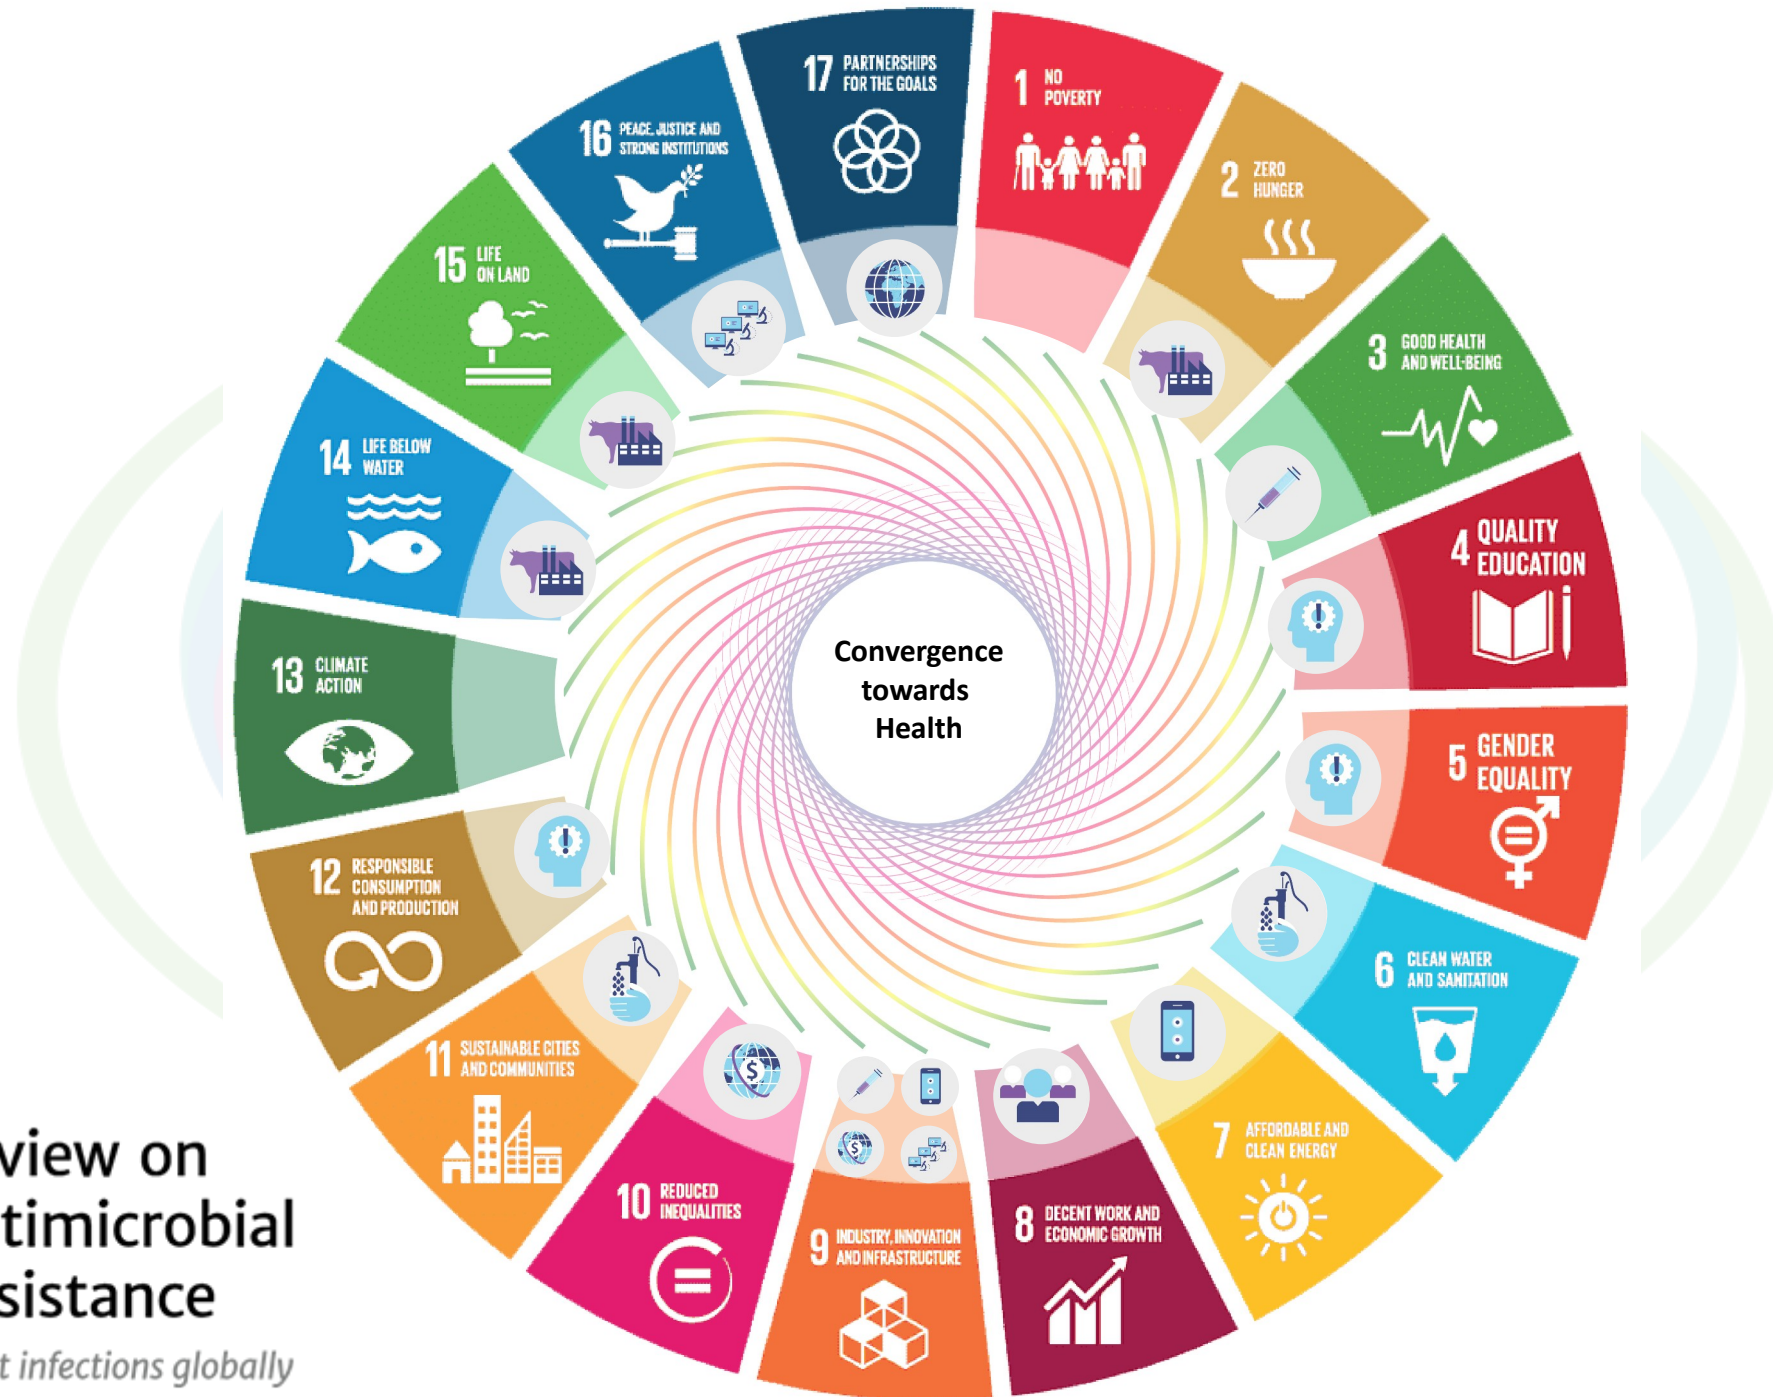 17 PARTNERSHIPS
FOR THE GOALS
1 NO
POVERTY
2 ZERO
HUNGER
3 GOOD HEALTH
AND WELL-BEING
4 QUALITY
EDUCATION
5 GENDER
EQUALITY
6 CLEAN WATER
AND SANITATION
7 AFFORDABLE AND
CLEAN ENERGY
8 DECENT WORK AND
ECONOMIC GROWTH
9 INDUSTRY, INNOVATION
AND INFRASTRUCTURE
10 REDUCED
INEQUALITIES
11 SUSTAINABLE CITIES
AND COMMUNITIES
12 RESPONSIBLE
CONSUMPTION
AND PRODUCTION
13 CLIMATE
ACTION
14 LIFE BELOW
WATER
15 LIFE
ON LAND
16 PEACE, JUSTICE AND
STRONG INSTITUTIONS
Convergence
towards
Health
view on
timicrobial
sistance
t infections globally